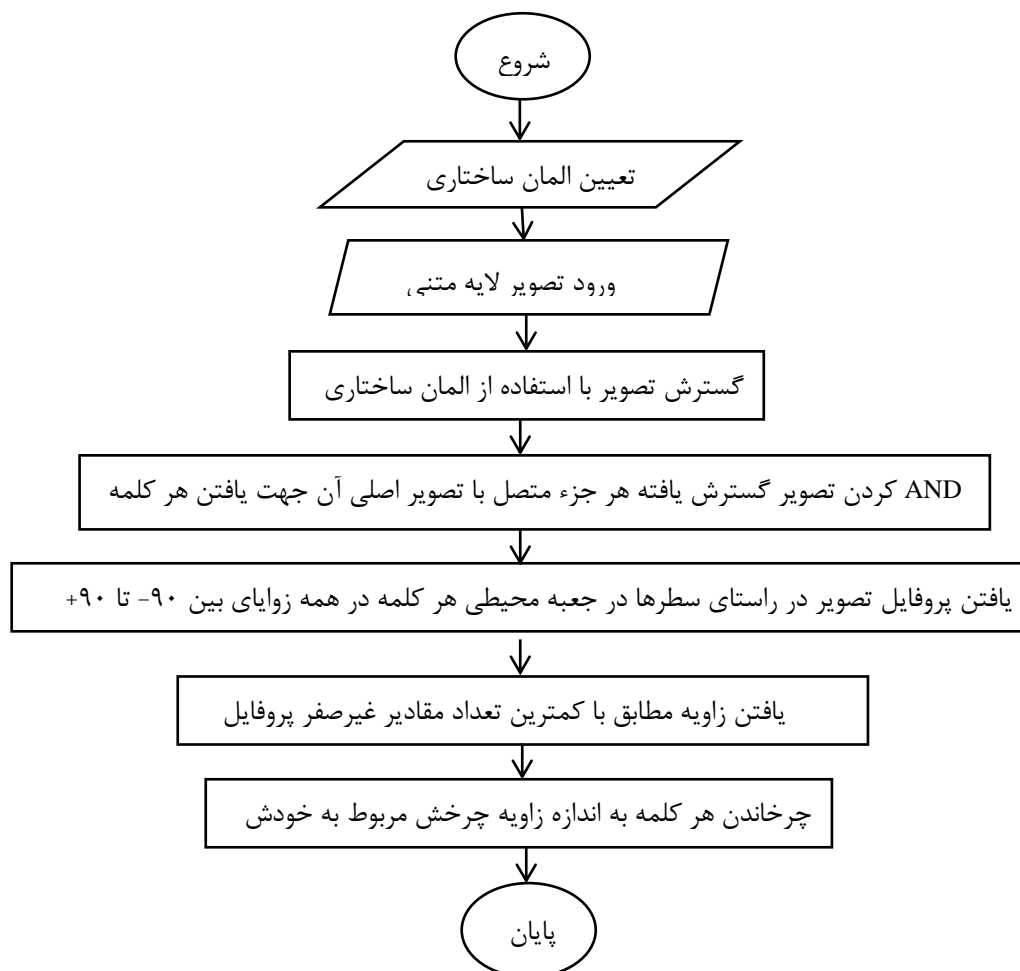 شروع
تعیین المان ساختاری
ورود تصویر لایه متنی
گسترش تصویر با استفاده از المان ساختاری
AND کردن تصویر گسترش یافته هر جزء متصل با تصویر اصلی آن جهت یافتن هر کلمه
یافتن پروفایل تصویر در راستای سطرها در جعبه محیطی هر کلمه در همه زوایای بین ۹۰- تا ۹۰+
یافتن زاویه مطابق با کمترین تعداد مقادیر غیرصفر پروفایل
چرخاندن هر کلمه به اندازه زاویه چرخش مربوط به خودش
پایان